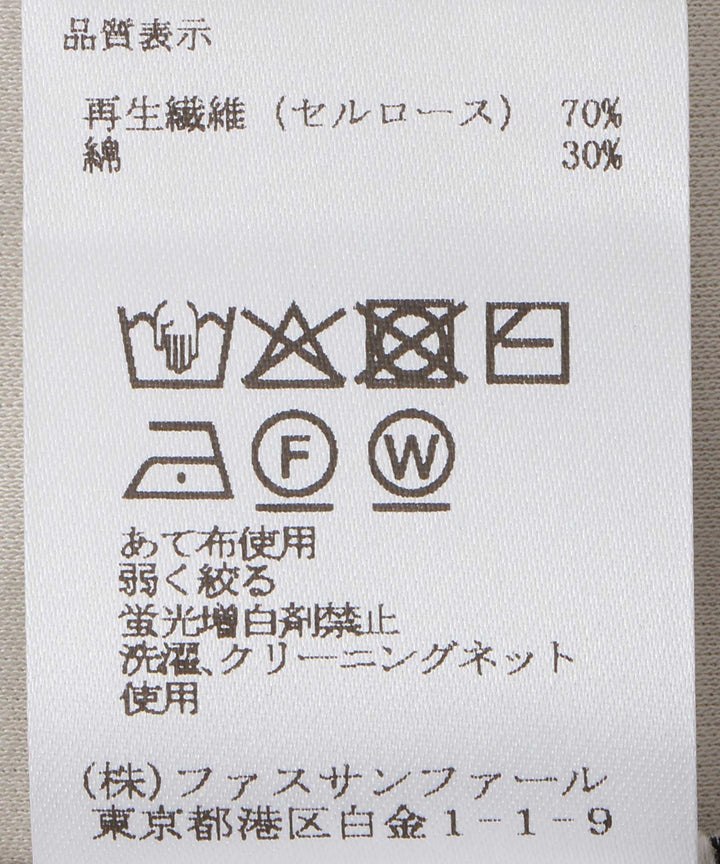 品質表示
再生繊維（セルロース） 70%
綿 30%
F W
あて布使用
弱く絞る
蛍光増白剤禁止
洗濯、クリーニングネット
使用
(株)ファスサンファール
東京都港区白金1-1-9